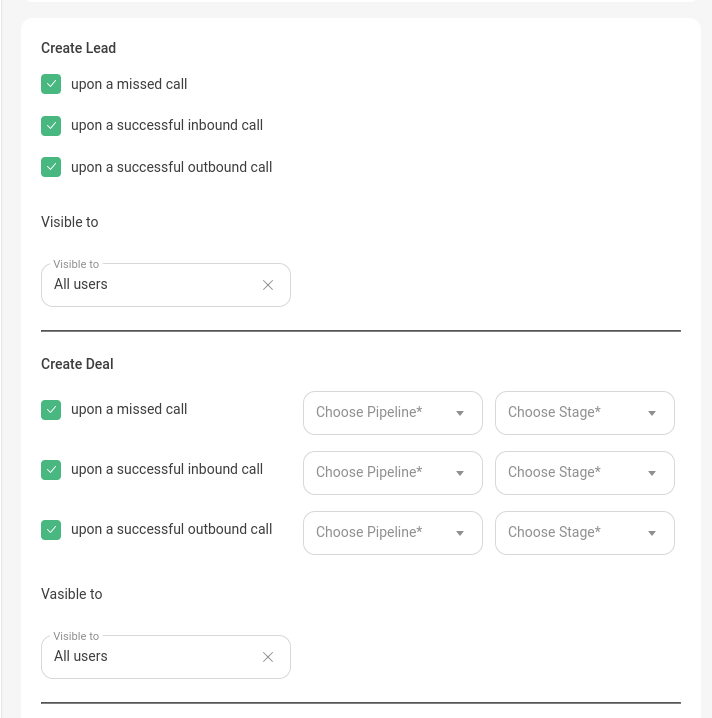 Create Lead
upon a missed call
upon a successful inbound call
upon a successful outbound call
Visible to
Visible to
All users
Create Deal
upon a missed call Choose Pipeline* Choose Stage*
upon a successful inbound call Choose Pipeline* Choose Stage*
upon a successful outbound call Choose Pipeline* Choose Stage*
Vasible to
Visible to
All users